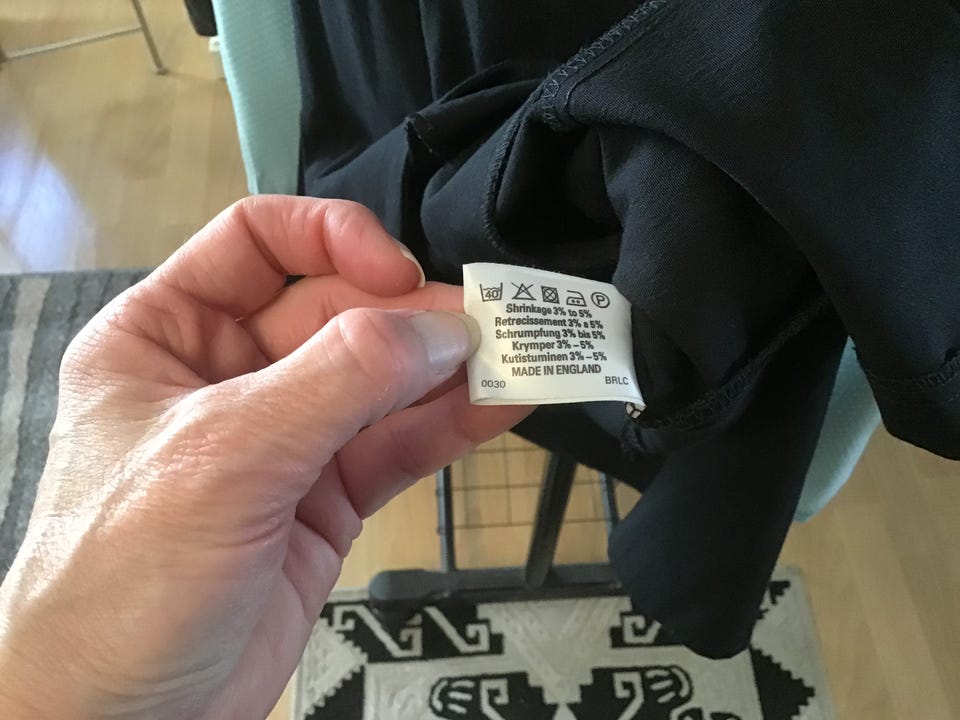 40 P
Shrinkage 3% to 5%
Retrecissement 3% a 5%
Schrumpfung 3% bis 5%
Krymper 3% – 5%
Kutistuminen 3% – 5%
MADE IN ENGLAND
0030 BRLC